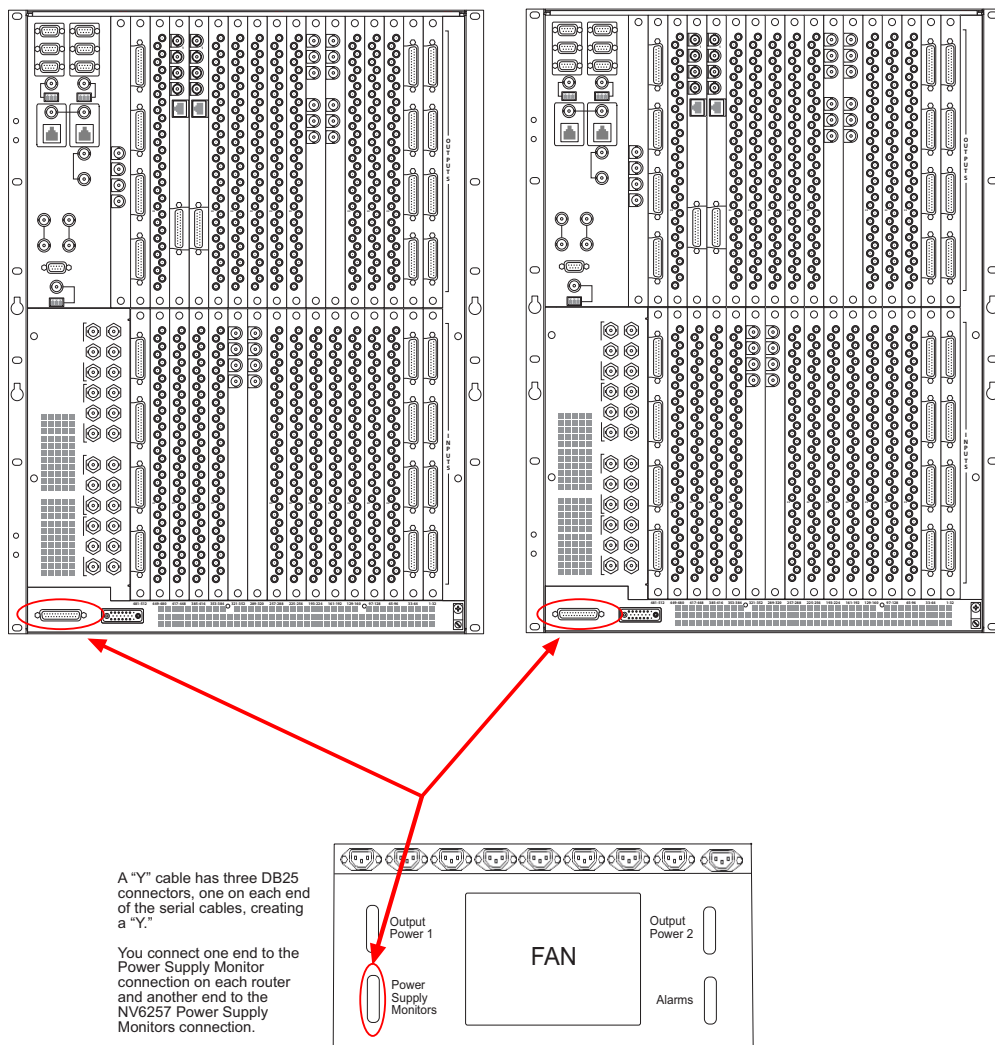 OUTPUTS
OUTPUTS
INPUTS
INPUTS
A “Y” cable has three DB25
connectors, one on each end
of the serial cables, creating
a “Y.”
You connect one end to the
Power Supply Monitor
connection on each router
and another end to the
NV6257 Power Supply
Monitors connection.
Output
Power 1
Power
Supply
Monitors
FAN
Output
Power 2
Alarms